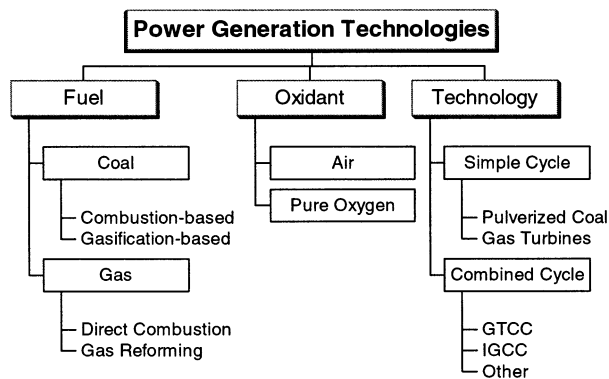 Power Generation Technologies
Fuel
Oxidant
Technology
Coal
Combustion-based
Gasification-based
Gas
Direct Combustion
Gas Reforming
Air
Pure Oxygen
Simple Cycle
Pulverized Coal
Gas Turbines
Combined Cycle
GTCC
IGCC
Other